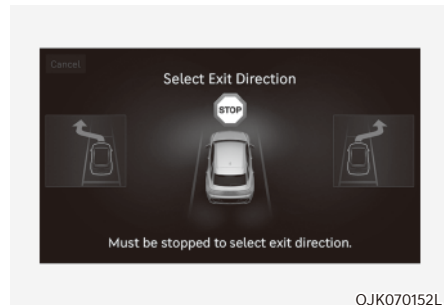 Cancel
Select Exit Direction
STOP
Must be stopped to select exit direction.
OJK070152L